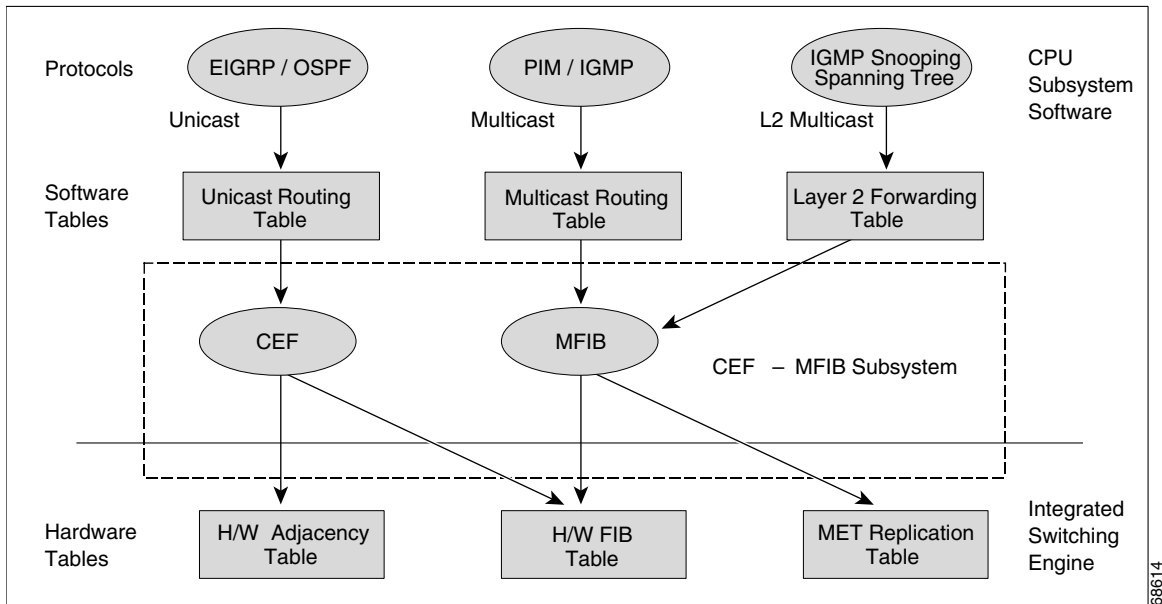 Protocols
EIGRP / OSPF
PIM / IGMP
IGMP Snooping
Spanning Tree
CPU
Subsystem
Software
Unicast
Multicast
L2 Multicast
Software
Tables
Unicast Routing
Table
Multicast Routing
Table
Layer 2 Forwarding
Table
CEF
MFIB
CEF – MFIB Subsystem
Hardware
Tables
H/W Adjacency
Table
H/W FIB
Table
MET Replication
Table
Integrated
Switching
Engine
68614